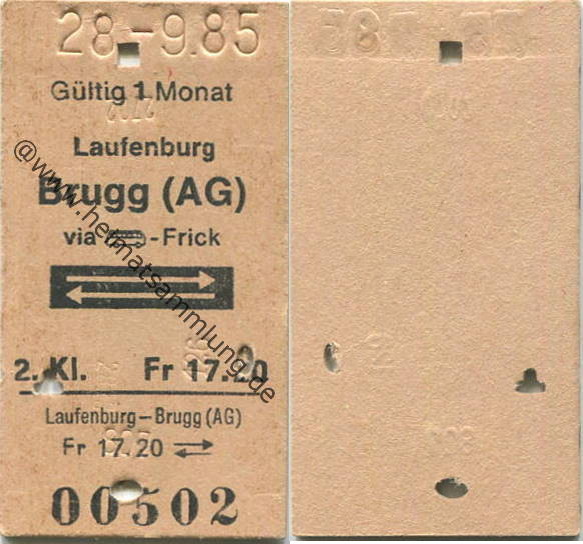 28.-9.85
Gültig 1 Monat
Laufenburg
Brugg (AG)
via -Frick
2. Kl. Fr 17.20
Laufenburg-Brugg (AG)
Fr 17.20
00502
@www.heimatsammlung.de